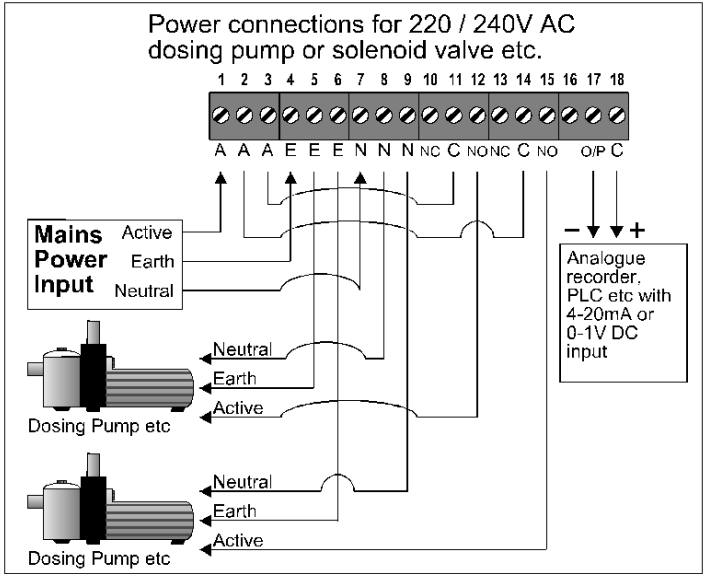 Power connections for 220 / 240V AC
dosing pump or solenoid valve etc.
1 2 3 4 5 6 7 8 9 10 11 12 13 14 15 16 17 18
A A A E E E N N N NC C NO NC C NO O/P C
Mains
Power
Input
Active
Earth
Neutral
− +
Analogue
recorder,
PLC etc with
4-20mA or
0-1V DC
input
Neutral
Earth
Active
Dosing Pump etc
Neutral
Earth
Active
Dosing Pump etc